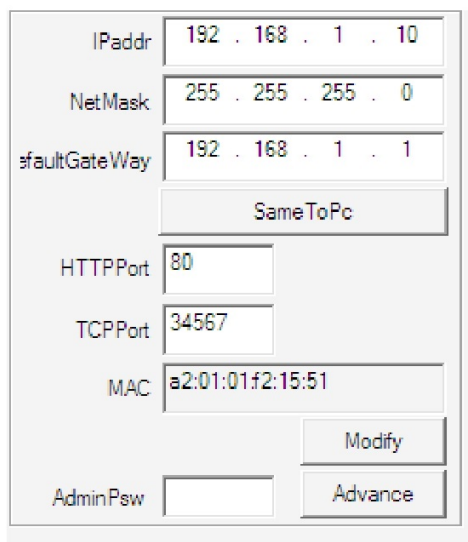 IPaddr 192 . 168 . 1 . 10
NetMask 255 . 255 . 255 . 0
efaultGateWay 192 . 168 . 1 . 1
SameToPc
HTTPPort 80
TCPPort 34567
MAC a2:01:01:f2:15:51
Modify
AdminPsw Advance